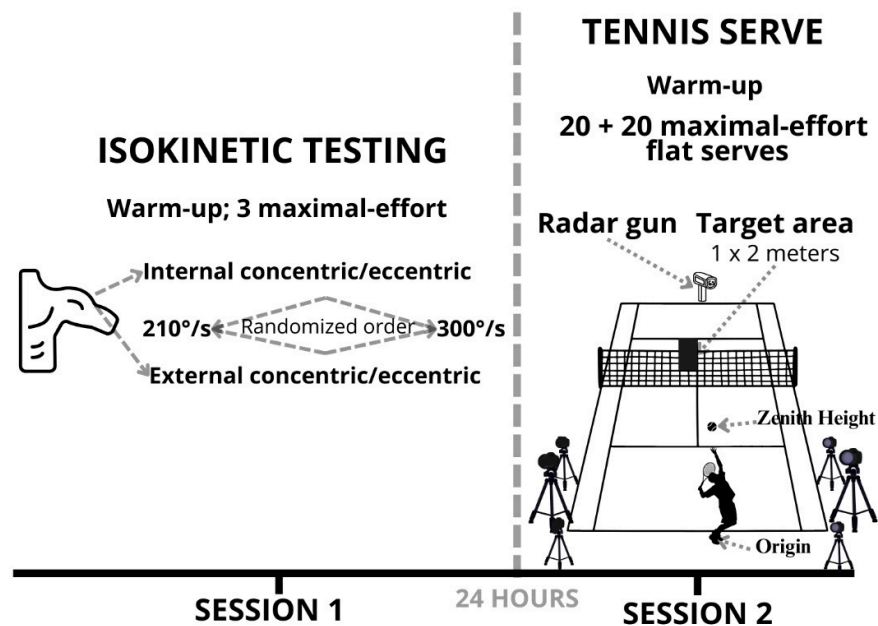 ISOKINETIC TESTING
Warm-up; 3 maximal-effort
Internal concentric/eccentric
210°/s
Randomized order
300°/s
External concentric/eccentric
TENNIS SERVE
Warm-up
20 + 20 maximal-effort
flat serves
Radar gun
Target area
1 x 2 meters
Zenith Height
Origin
SESSION 1
24 HOURS
SESSION 2